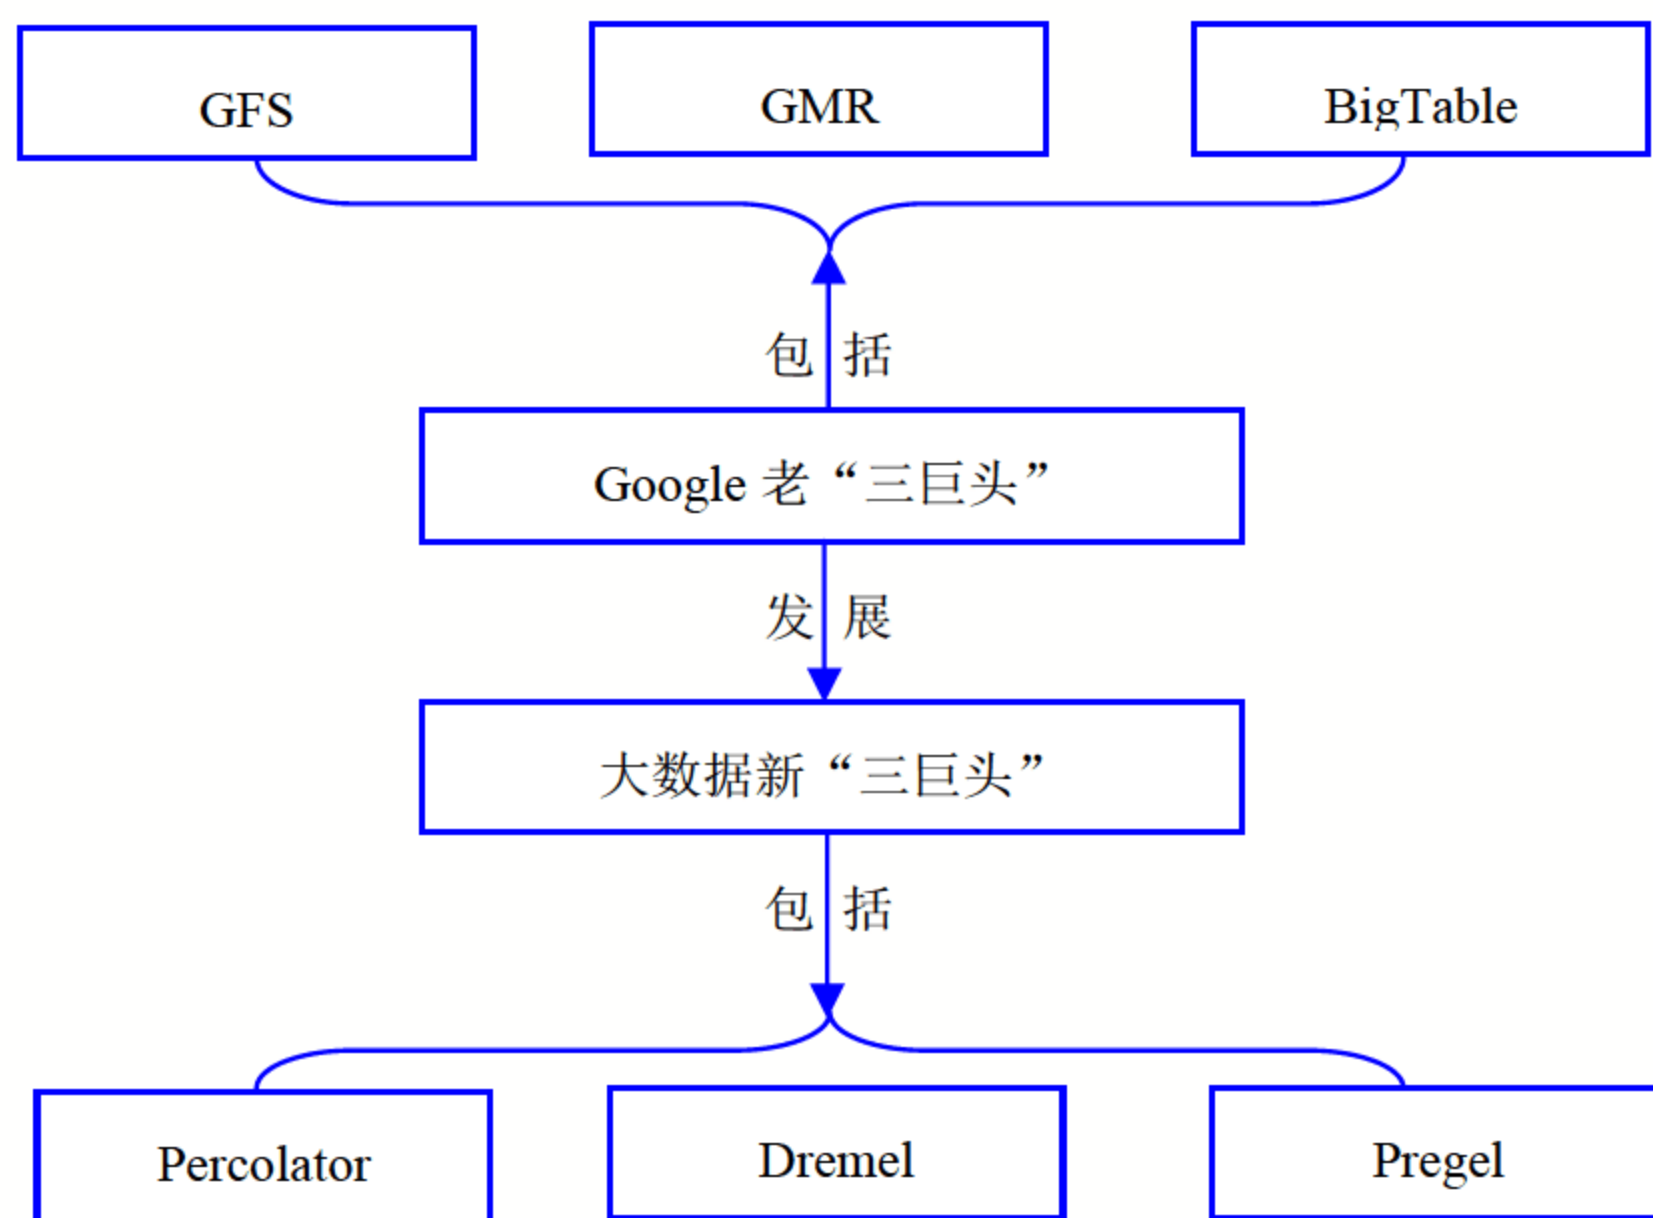 GFS
GMR
BigTable
包括
Google 老“三巨头”
发展
大数据新“三巨头”
包括
Percolator
Dremel
Pregel